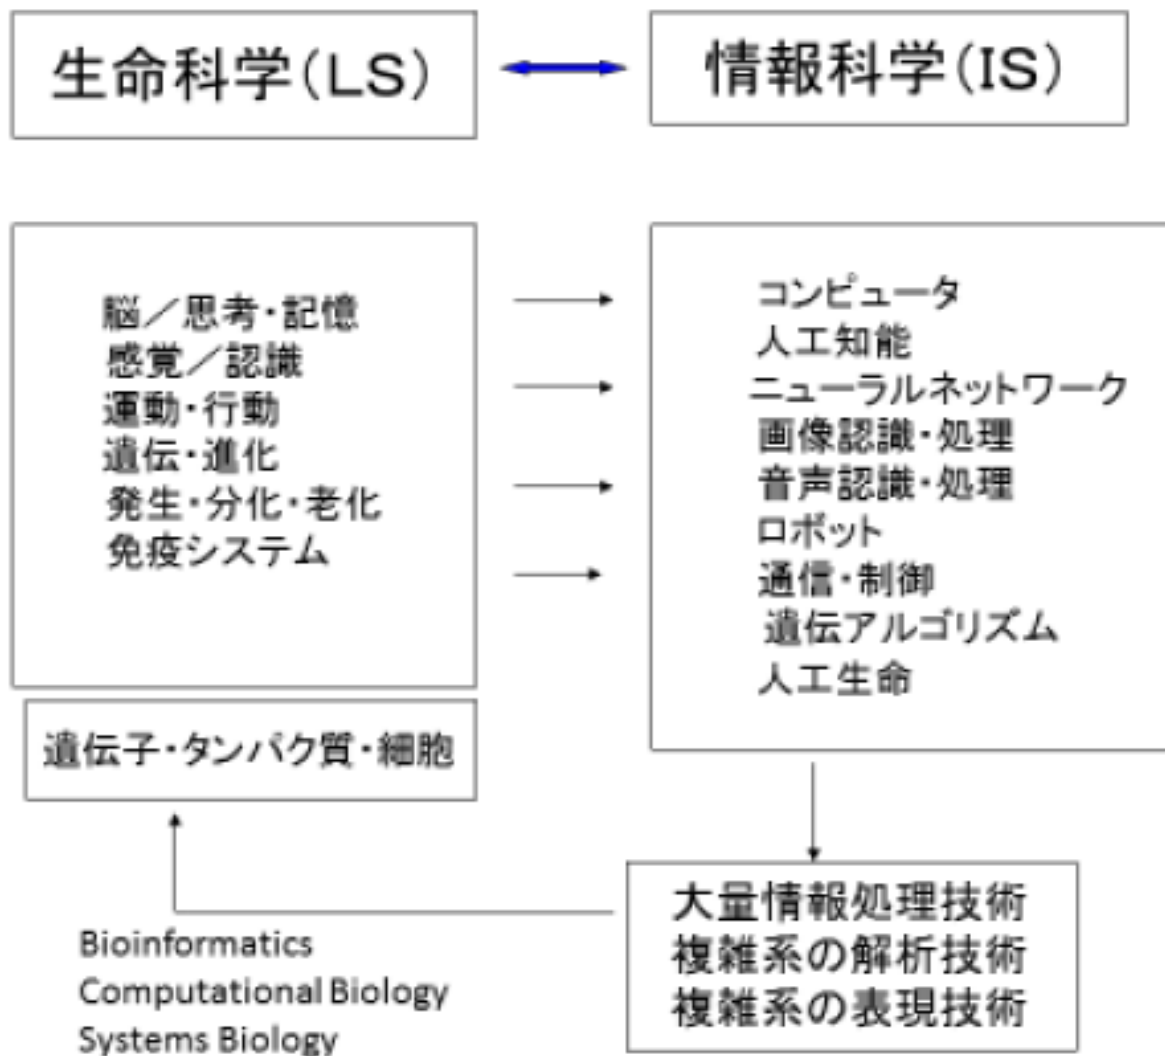 生命科学(LS)
情報科学(IS)
脳／思考・記憶
感覚／認識
運動・行動
遺伝・進化
発生・分化・老化
免疫システム
コンピュータ
人工知能
ニューラルネットワーク
画像認識・処理
音声認識・処理
ロボット
通信・制御
遺伝アルゴリズム
人工生命
遺伝子・タンパク質・細胞
大量情報処理技術
複雑系の解析技術
複雑系の表現技術
Bioinformatics
Computational Biology
Systems Biology